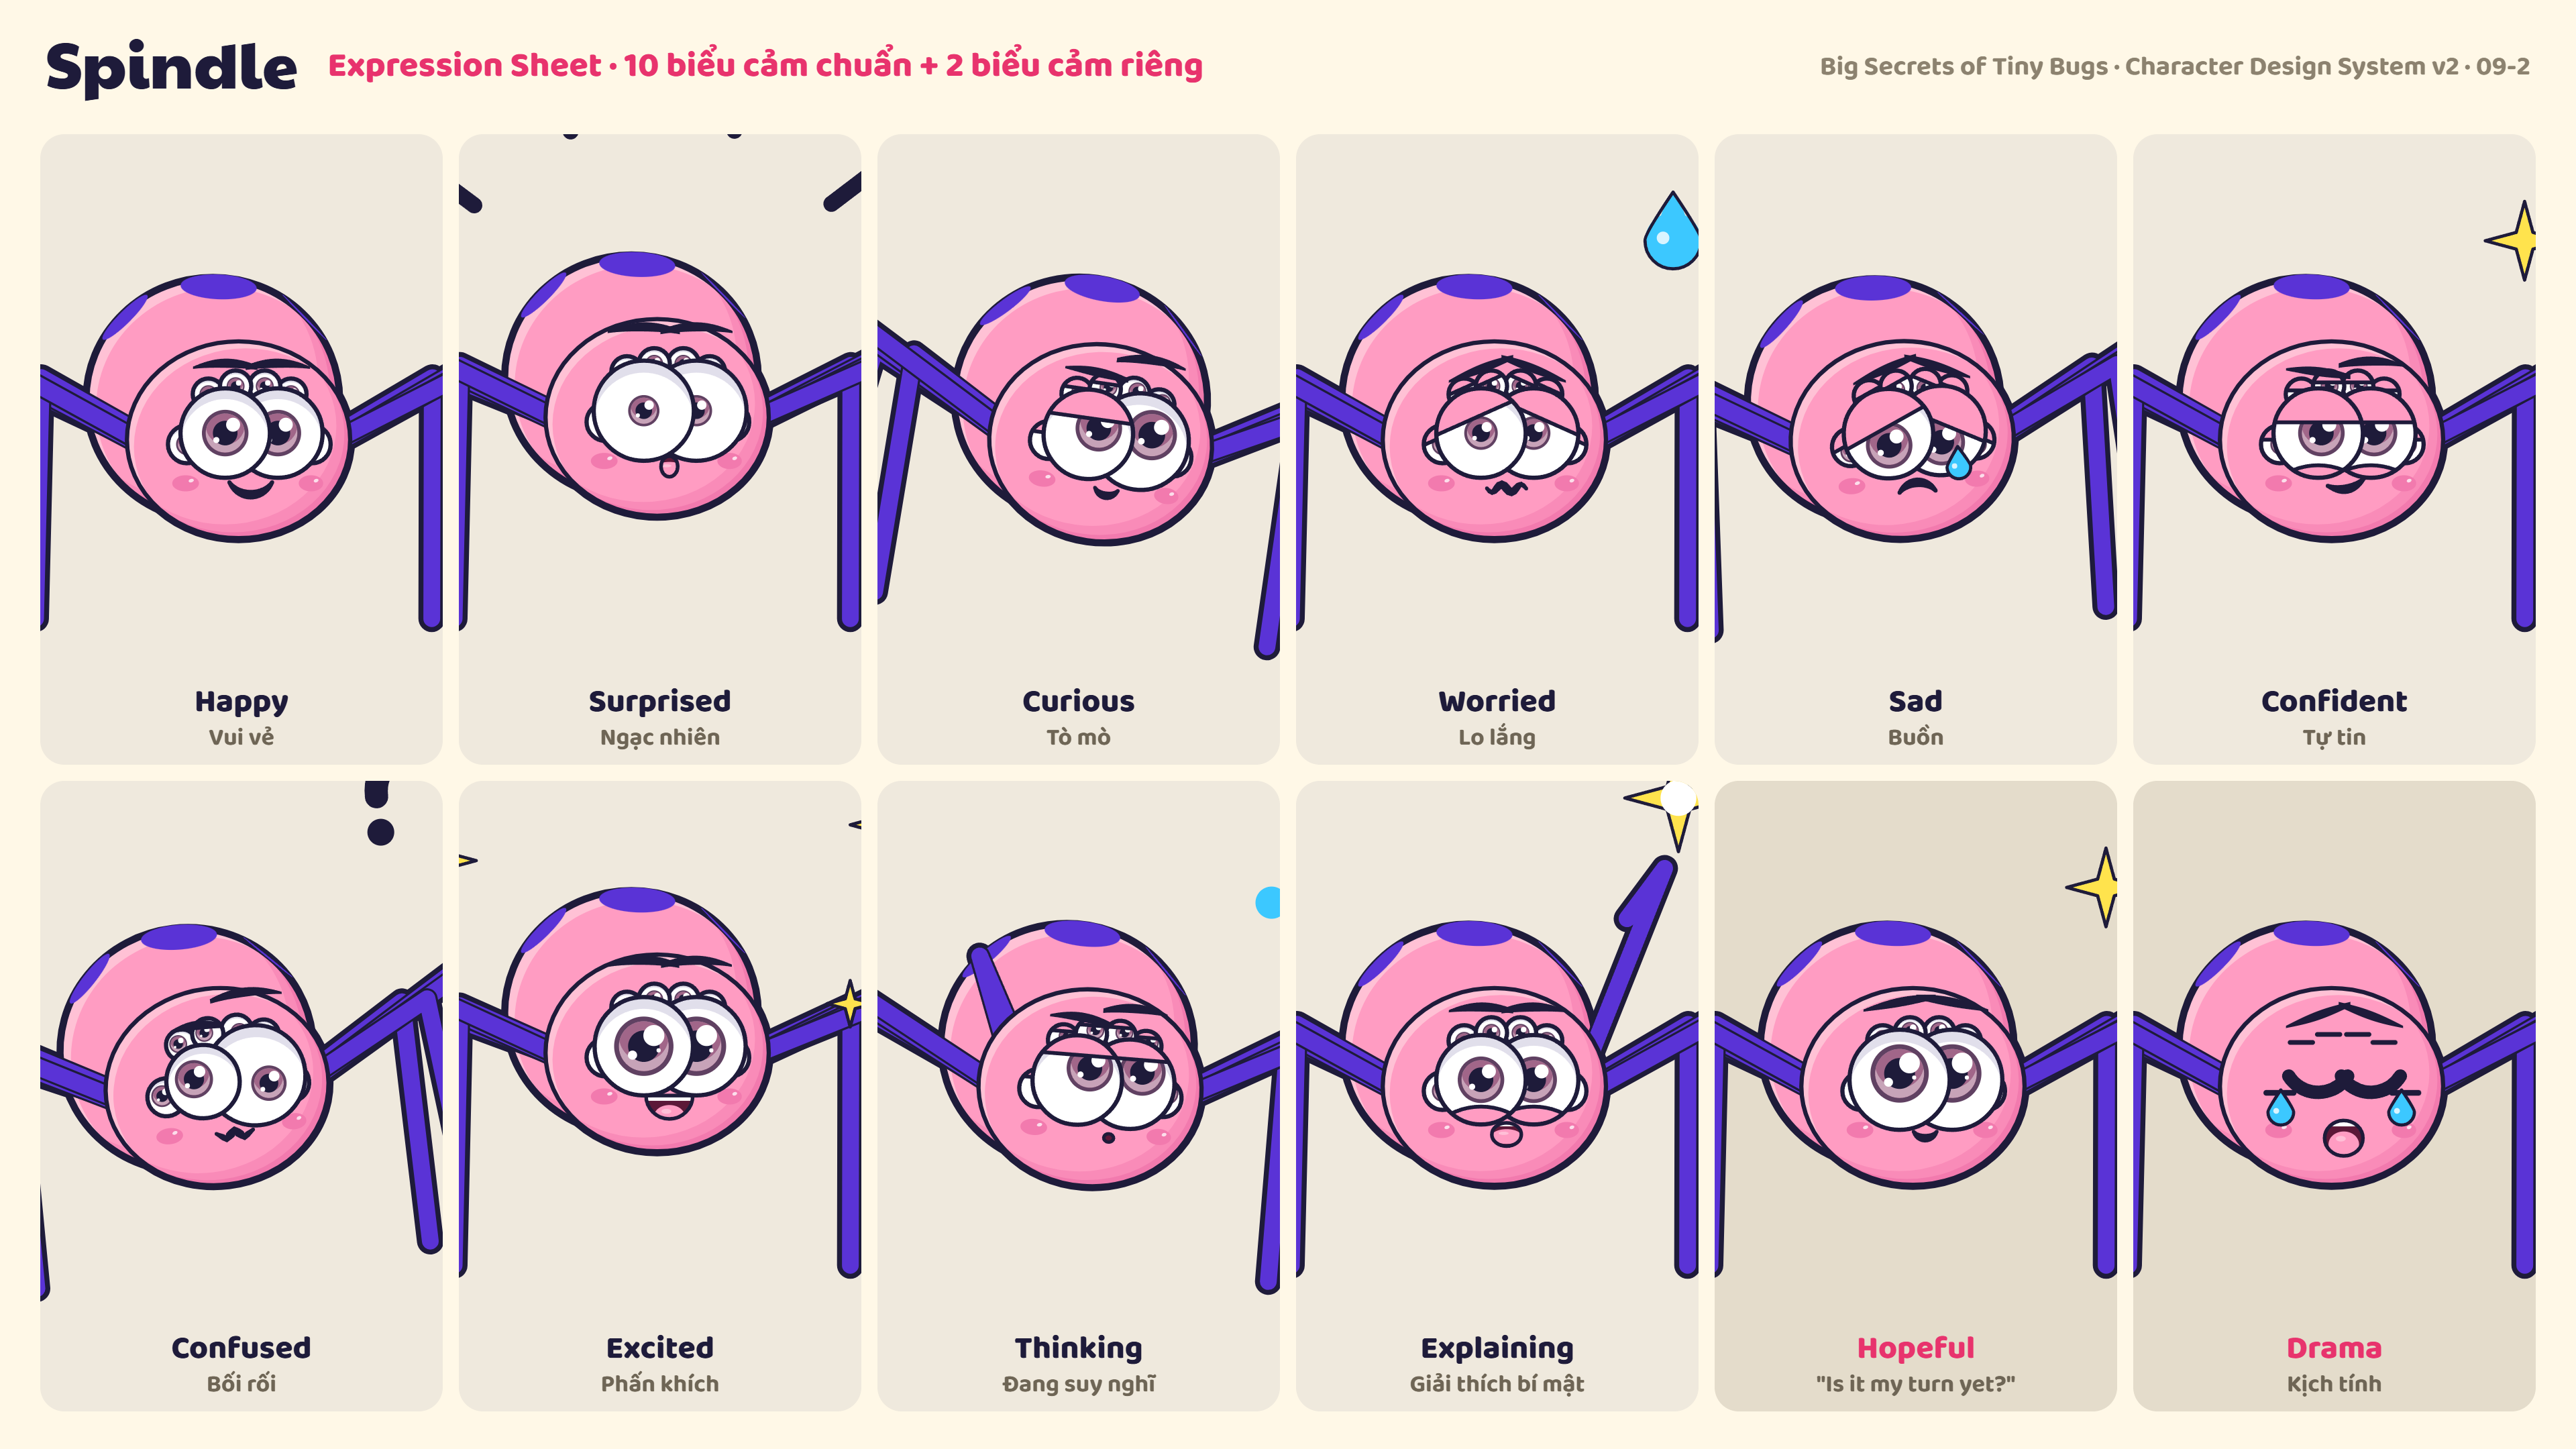 Spindle
Expression Sheet · 10 biểu cảm chuẩn + 2 biểu cảm riêng
Big Secrets of Tiny Bugs · Character Design System v2 · 09-2
Happy
Vui vẻ
Surprised
Ngạc nhiên
Curious
Tò mò
Worried
Lo lắng
Sad
Buồn
Confident
Tự tin
Confused
Bối rối
Excited
Phấn khích
Thinking
Đang suy nghĩ
Explaining
Giải thích bí mật
Hopeful
"Is it my turn yet?"
Drama
Kịch tính